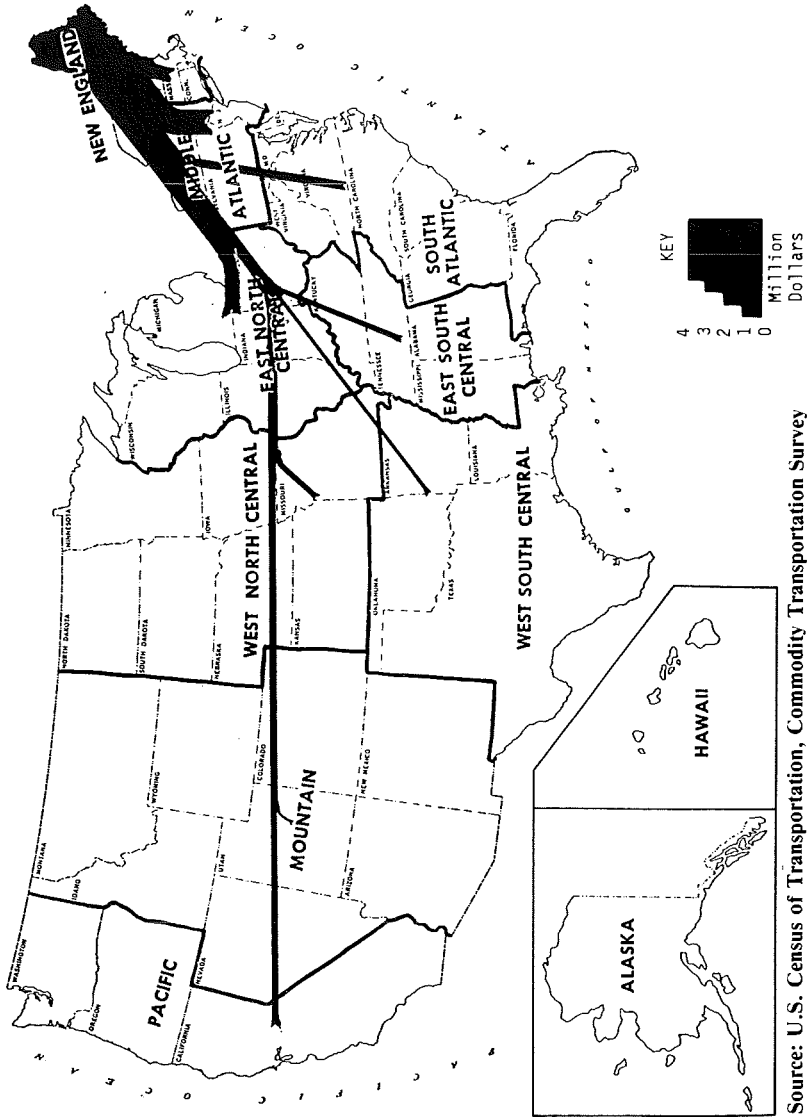 NEW ENGLAND
MIDDLE
ATLANTIC
EAST NORTH
CENTRAL
SOUTH
ATLANTIC
EAST SOUTH
CENTRAL
WEST NORTH CENTRAL
WEST SOUTH CENTRAL
MOUNTAIN
PACIFIC
ALASKA
HAWAII
WASHINGTON
OREGON
CALIFORNIA
NEVADA
IDAHO
MONTANA
WYOMING
UTAH
COLORADO
ARIZONA
NEW MEXICO
NORTH DAKOTA
SOUTH DAKOTA
NEBRASKA
KANSAS
OKLAHOMA
TEXAS
MINNESOTA
IOWA
MISSOURI
ARKANSAS
LOUISIANA
WISCONSIN
ILLINOIS
MICHIGAN
INDIANA
KENTUCKY
TENNESSEE
MISSISSIPPI
ALABAMA
GEORGIA
FLORIDA
SOUTH CAROLINA
NORTH CAROLINA
VIRGINIA
WEST
VIRGINIA
MASS
CONN.
ATLANTIC OCEAN
PACIFIC OCEAN
GULF OF MEXICO
KEY
4
3
2
1
0
Million
Dollars
Source: U.S. Census of Transportation, Commodity Transportation Survey